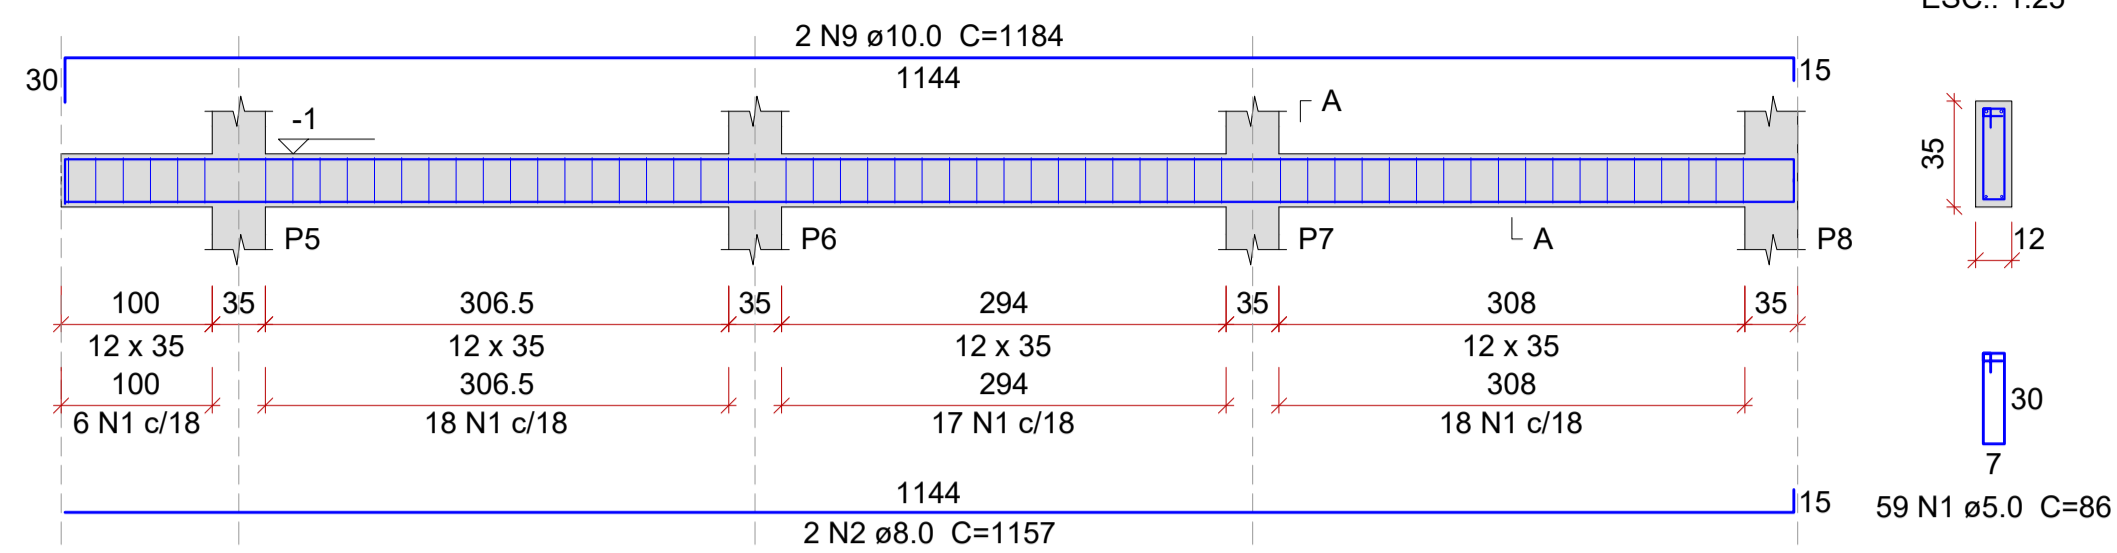 ESC.: 1:25
2 N9 ø10.0 C=1184
30
1144
15
A
-1
35
12
P5
P6
P7
A
P8
100
35
306.5
35
294
35
308
35
12 x 35
12 x 35
12 x 35
12 x 35
100
306.5
294
308
6 N1 c/18
18 N1 c/18
17 N1 c/18
18 N1 c/18
30
7
1144
15
59 N1 ø5.0 C=86
2 N2 ø8.0 C=1157